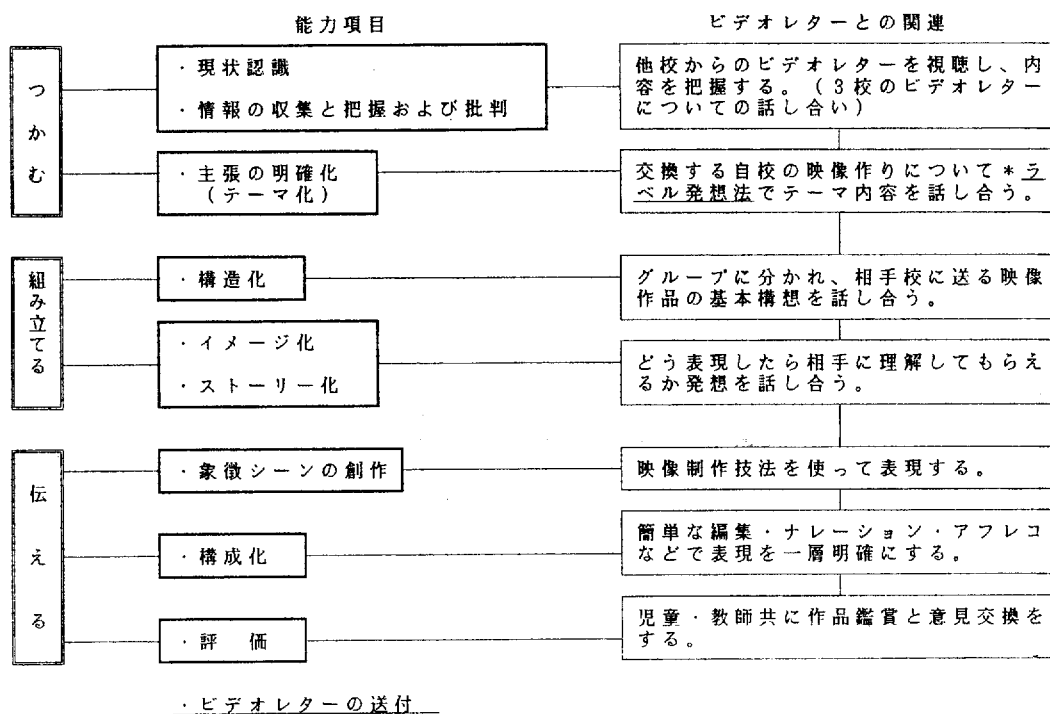 能力項目
ビデオレターとの関連
つかむ
・現状認識
・情報の収集と把握および批判
他校からのビデオレターを視聴し、内
容を把握する。（3校のビデオレター
についての話し合い）
・主張の明確化
（テーマ化）
交換する自校の映像作りについて＊ラ
ベル発想法でテーマ内容を話し合う。
組み立てる
・構造化
グループに分かれ、相手校に送る映像
作品の基本構想を話し合う。
・イメージ化
・ストーリー化
どう表現したら相手に理解してもらえ
るか発想を話し合う。
伝える
・象徴シーンの創作
映像制作技法を使って表現する。
・構成化
簡単な編集・ナレーション・アフレコ
などで表現を一層明確にする。
・評　価
児童・教師共に作品鑑賞と意見交換を
する。
・ビデオレターの送付